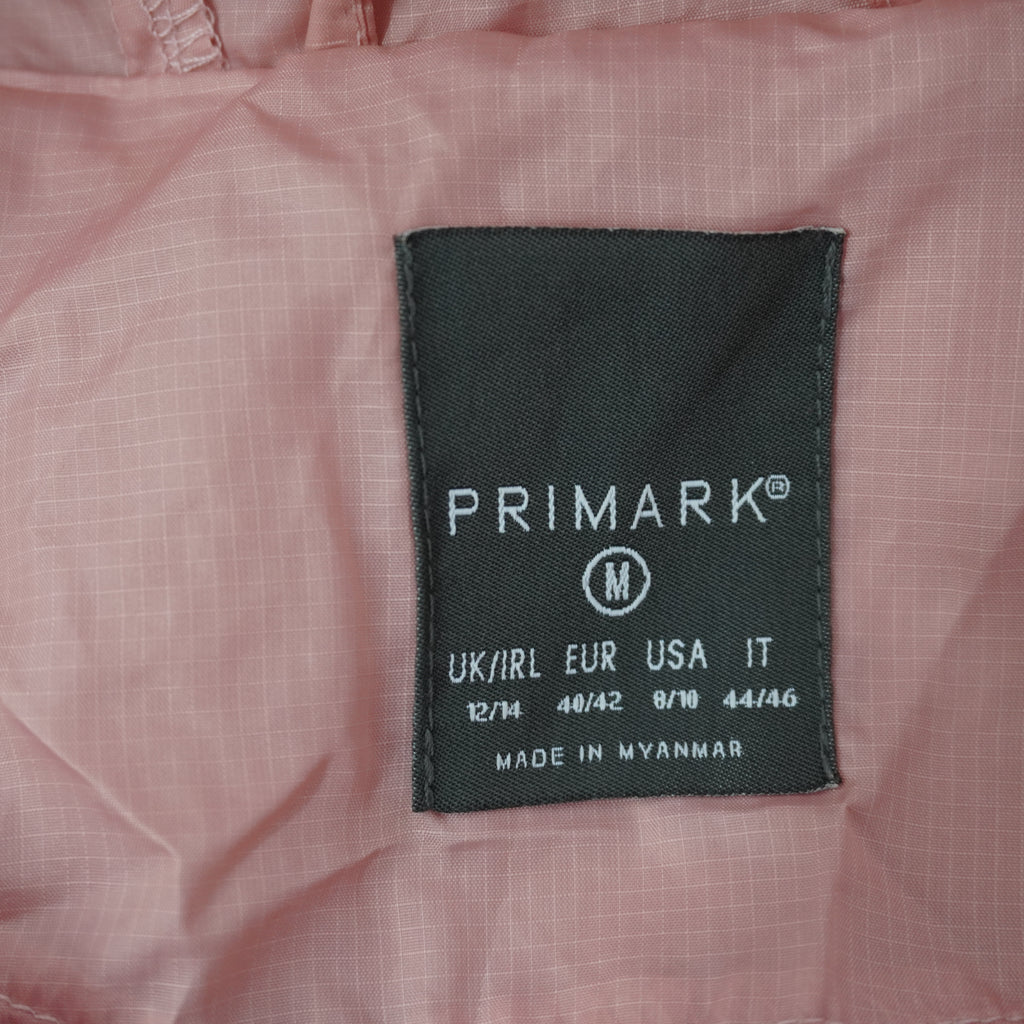 PRIMARK®
M
UK/IRL EUR USA IT
12/14 40/42 8/10 44/46
MADE IN MYANMAR